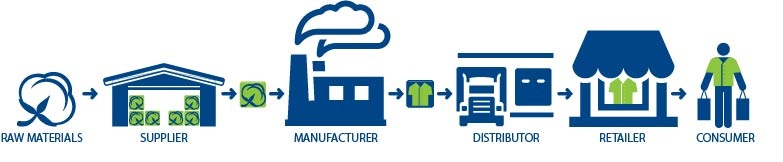 RAW MATERIALS
SUPPLIER
MANUFACTURER
DISTRIBUTOR
RETAILER
CONSUMER